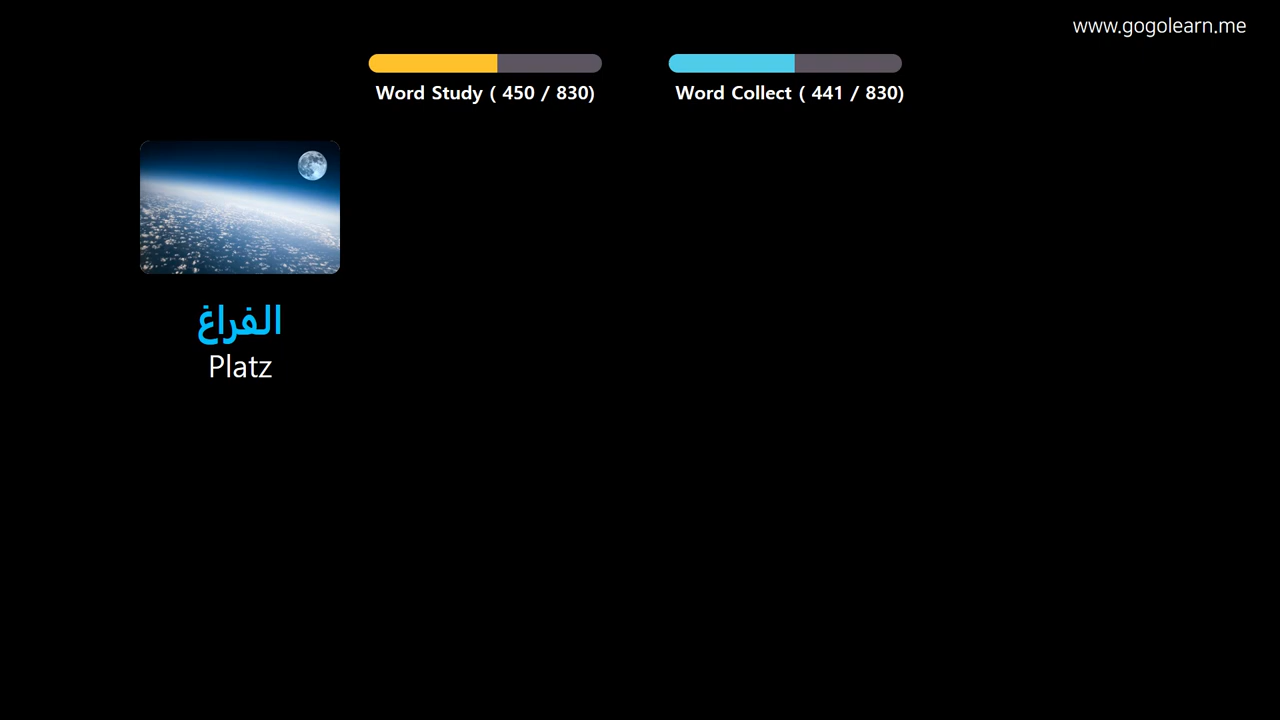 www.gogolearn.me
Word Study ( 450 / 830)
Word Collect ( 441 / 830)
الفراغ
Platz